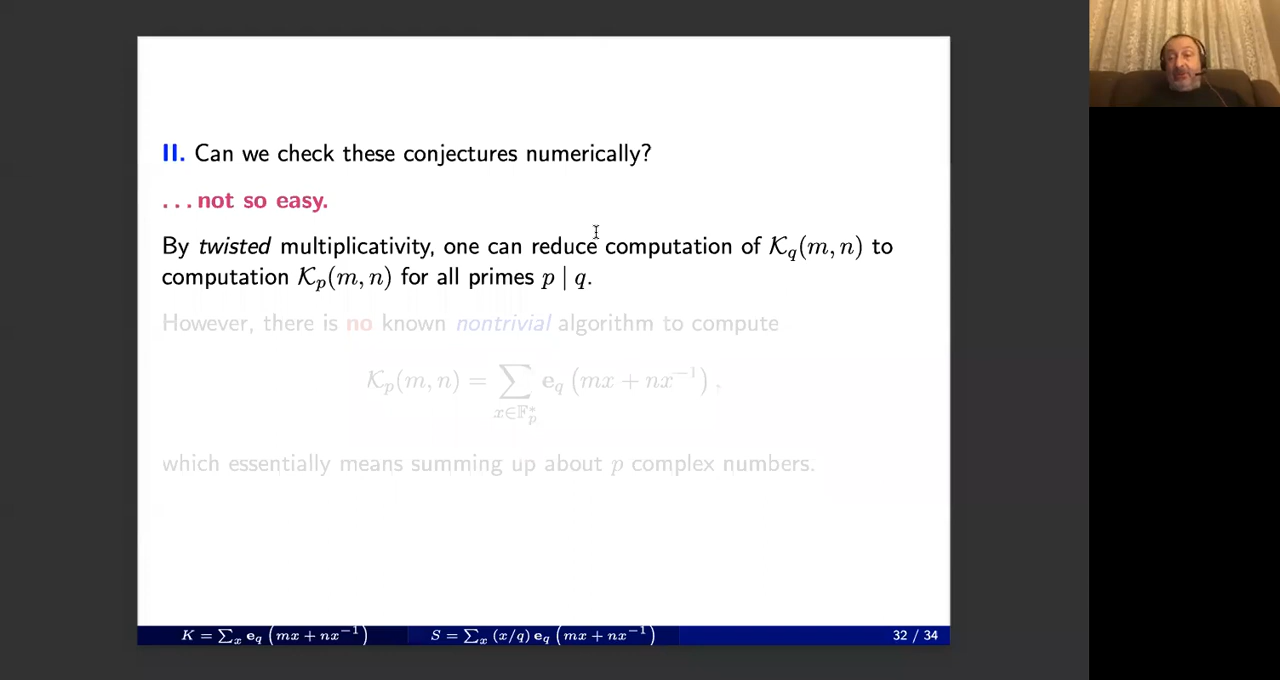 II. Can we check these conjectures numerically?
...not so easy.
By twisted multiplicativity, one can reduce computation of 𝒦_q(m, n) to
computation 𝒦_p(m, n) for all primes p | q.
However, there is no known nontrivial algorithm to compute
𝒦_p(m, n) = ∑_{x∈𝔽_p^*} e_q (mx + nx^{−1}).
which essentially means summing up about p complex numbers.
K = ∑_x e_q (mx + nx^{−1}) S = ∑_x (x/q) e_q (mx + nx^{−1}) 32 / 34